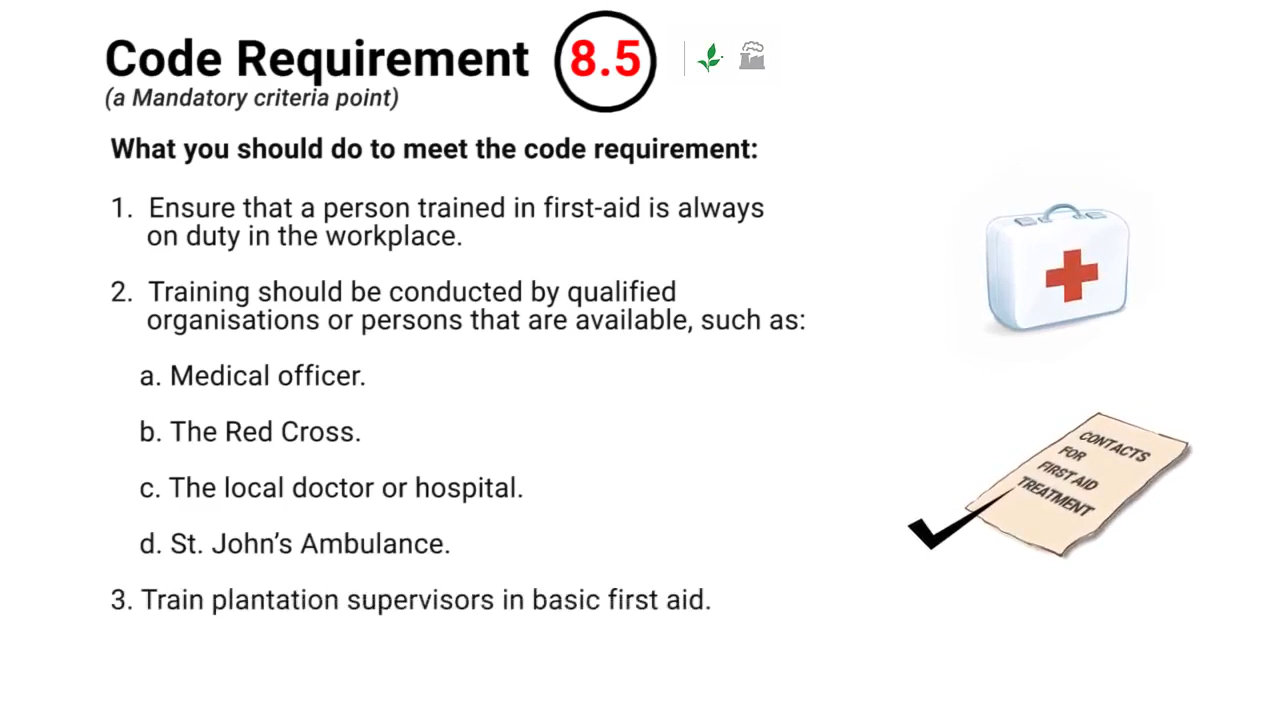 Code Requirement 8.5
(a Mandatory criteria point)
What you should do to meet the code requirement:
1. Ensure that a person trained in first-aid is always
on duty in the workplace.
2. Training should be conducted by qualified
organisations or persons that are available, such as:
a. Medical officer.
b. The Red Cross.
c. The local doctor or hospital.
d. St. John’s Ambulance.
3. Train plantation supervisors in basic first aid.
CONTACTS
FOR
FIRST AID
TREATMENT